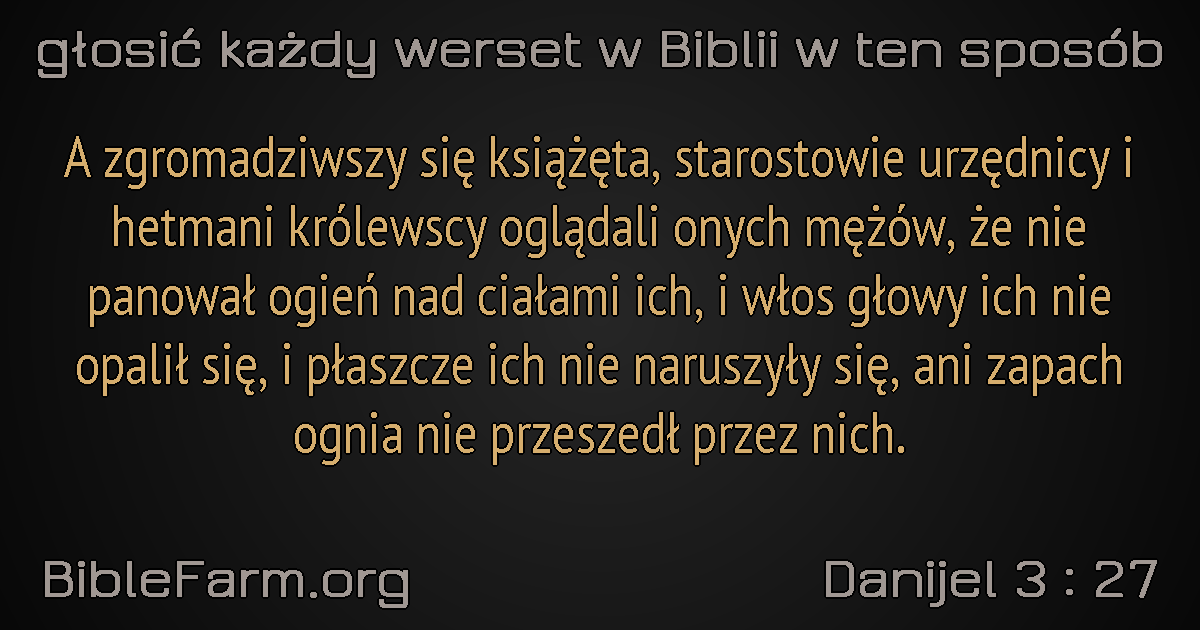 głosić każdy werset w Biblii w ten sposób
A zgromadziwszy się książęta, starostowie urzędnicy i
hetmani królewscy oglądali onych mężów, że nie
panował ogień nad ciałami ich, i włos głowy ich nie
opalił się, i płaszcze ich nie naruszyły się, ani zapach
ognia nie przeszedł przez nich.
BibleFarm.org
Danijel 3 : 27